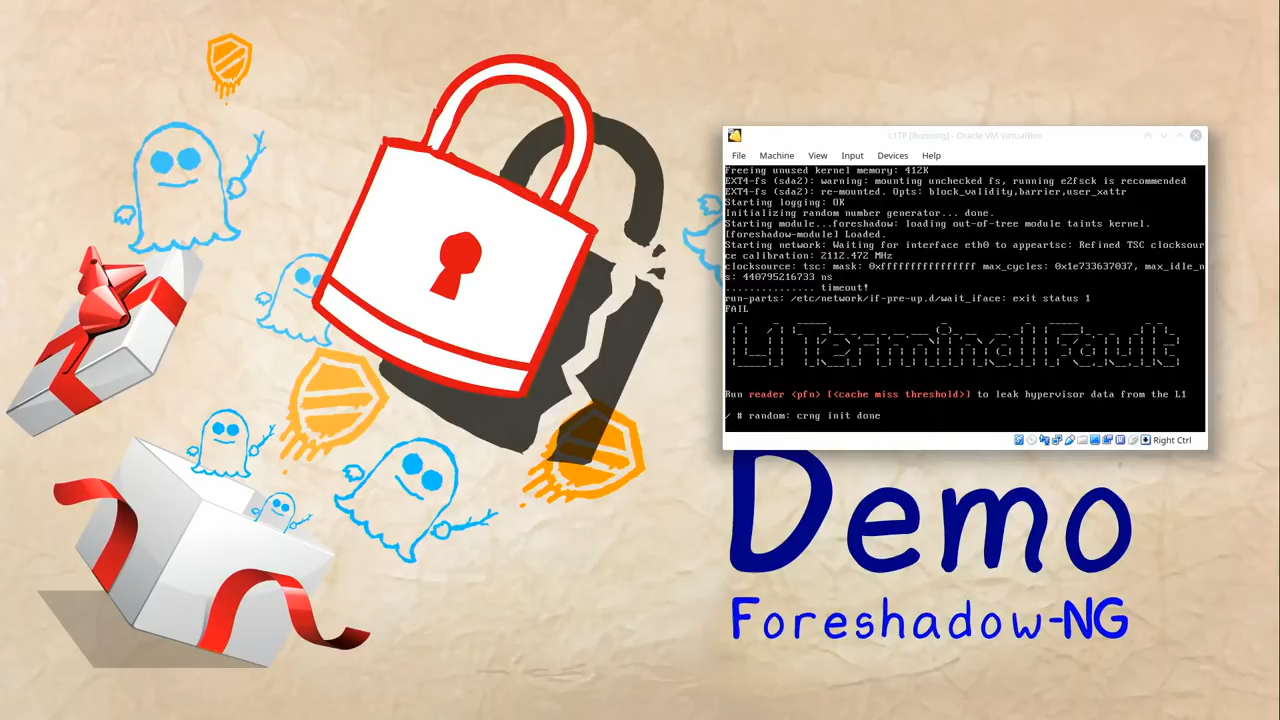 L1TF [Running] - Oracle VM VirtualBox
File Machine View Input Devices Help
Freeing unused kernel memory: 412K
EXT4-fs (sda2): warning: mounting unchecked fs, running e2fsck is recommended
EXT4-fs (sda2): re-mounted. Opts: block_validity,barrier,user_xattr
Starting logging: OK
Initializing random number generator... done.
Starting module...foreshadow: loading out-of-tree module taints kernel.
[foreshadow-module] Loaded.
Starting network: Waiting for interface eth0 to appeartsc: Refined TSC clocksour
ce calibration: 2112.472 MHz
clocksource: tsc: mask: 0xffffffffffffffff max_cycles: 0x1e733637037, max_idle_n
s: 440795216733 ns
.............. timeout!
run-parts: /etc/network/if-pre-up.d/wait_iface: exit status 1
FAIL
L1 Terminal Fault
Run reader <pfn> [<cache miss threshold>] to leak hypervisor data from the L1
/ # random: crng init done
Right Ctrl
Demo
Foreshadow-NG